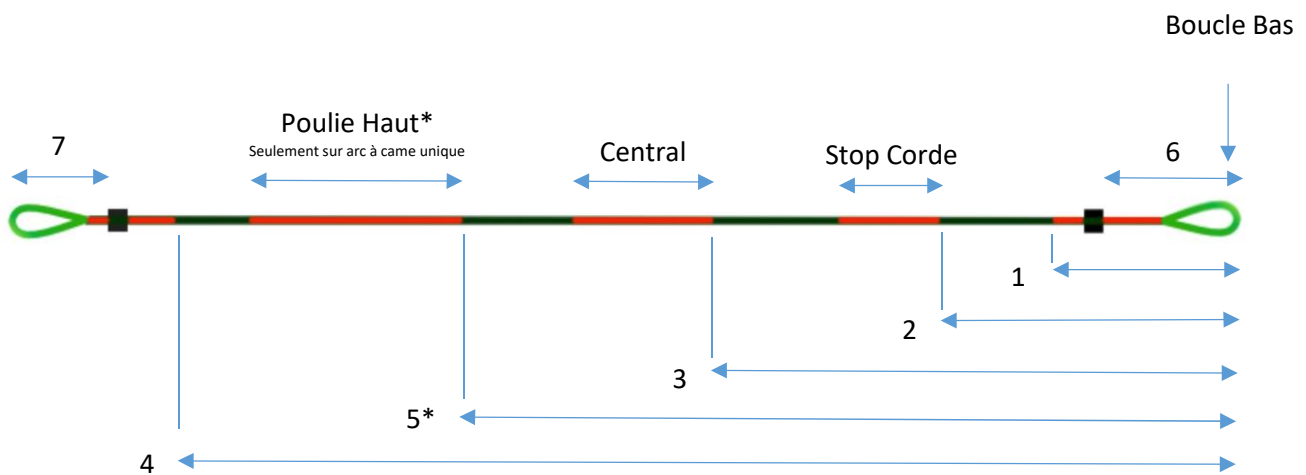 Boucle Bas
Poulie Haut*
Seulement sur arc à came unique
7
Central
Stop Corde
6
1
2
3
5*
4